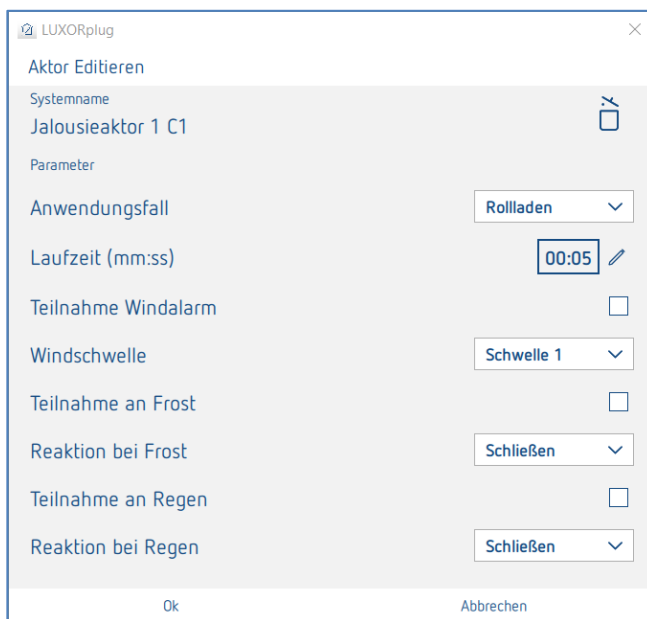 LUXORplug
Aktor Editieren
Systemname
Jalousieaktor 1 C1
Parameter
Anwendungsfall Rollladen
Laufzeit (mm:ss) 00:05
Teilnahme Windalarm
Windschwelle Schwelle 1
Teilnahme an Frost
Reaktion bei Frost Schließen
Teilnahme an Regen
Reaktion bei Regen Schließen
Ok Abbrechen